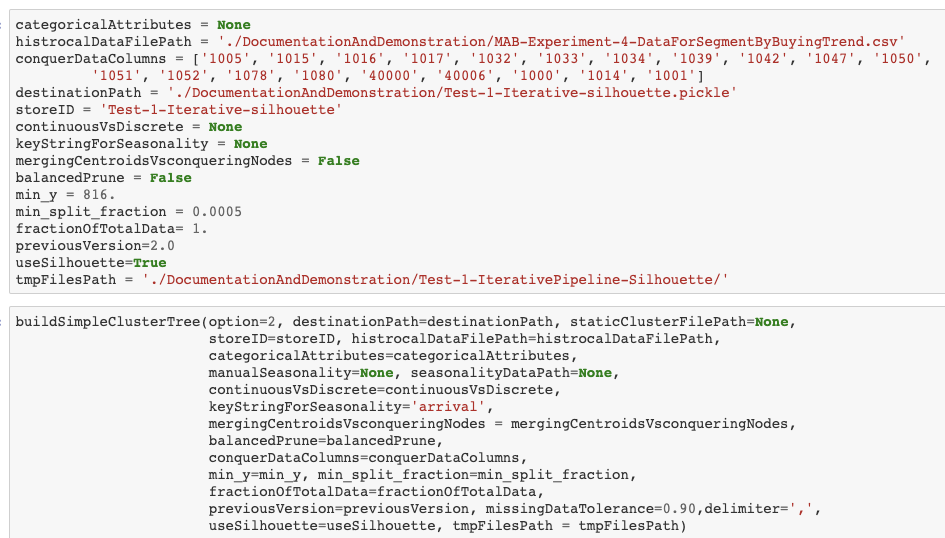 categoricalAttributes = None
histrocalDataFilePath = './DocumentationAndDemonstration/MAB-Experiment-4-DataForSegmentByBuyingTrend.csv'
conquerDataColumns = ['1005', '1015', '1016', '1017', '1032', '1033', '1034', '1039', '1042', '1047', '1050',
'1051', '1052', '1078', '1080', '40000', '40006', '1000', '1014', '1001']
destinationPath = './DocumentationAndDemonstration/Test-1-Iterative-silhouette.pickle'
storeID = 'Test-1-Iterative-silhouette'
continuousVsDiscrete = None
keyStringForSeasonality = None
mergingCentroidsVsconqueringNodes = False
balancedPrune = False
min_y = 816.
min_split_fraction = 0.0005
fractionOfTotalData= 1.
previousVersion=2.0
useSilhouette=True
tmpFilesPath = './DocumentationAndDemonstration/Test-1-IterativePipeline-Silhouette/'
buildSimpleClusterTree(option=2, destinationPath=destinationPath, staticClusterFilePath=None,
storeID=storeID, histrocalDataFilePath=histrocalDataFilePath,
categoricalAttributes=categoricalAttributes,
manualSeasonality=None, seasonalityDataPath=None,
continuousVsDiscrete=continuousVsDiscrete,
keyStringForSeasonality='arrival',
mergingCentroidsVsconqueringNodes = mergingCentroidsVsconqueringNodes,
balancedPrune=balancedPrune,
conquerDataColumns=conquerDataColumns,
min_y=min_y, min_split_fraction=min_split_fraction,
fractionOfTotalData=fractionOfTotalData,
previousVersion=previousVersion, missingDataTolerance=0.90,delimiter=',',
useSilhouette=useSilhouette, tmpFilesPath = tmpFilesPath)